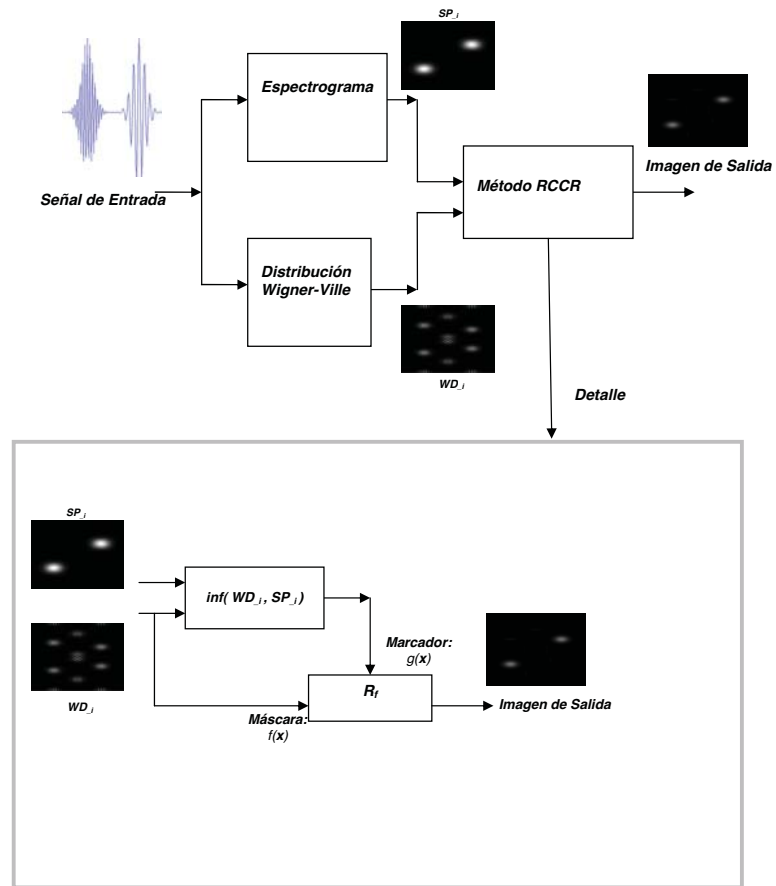 SP_i
Espectrograma
Señal de Entrada
Método RCCR
Imagen de Salida
Distribución
Wigner-Ville
WD_i
Detalle
SP_i
inf( WD_i , SP_i )
WD_i
Marcador:
g(x)
R_f
Máscara:
f(x)
Imagen de Salida